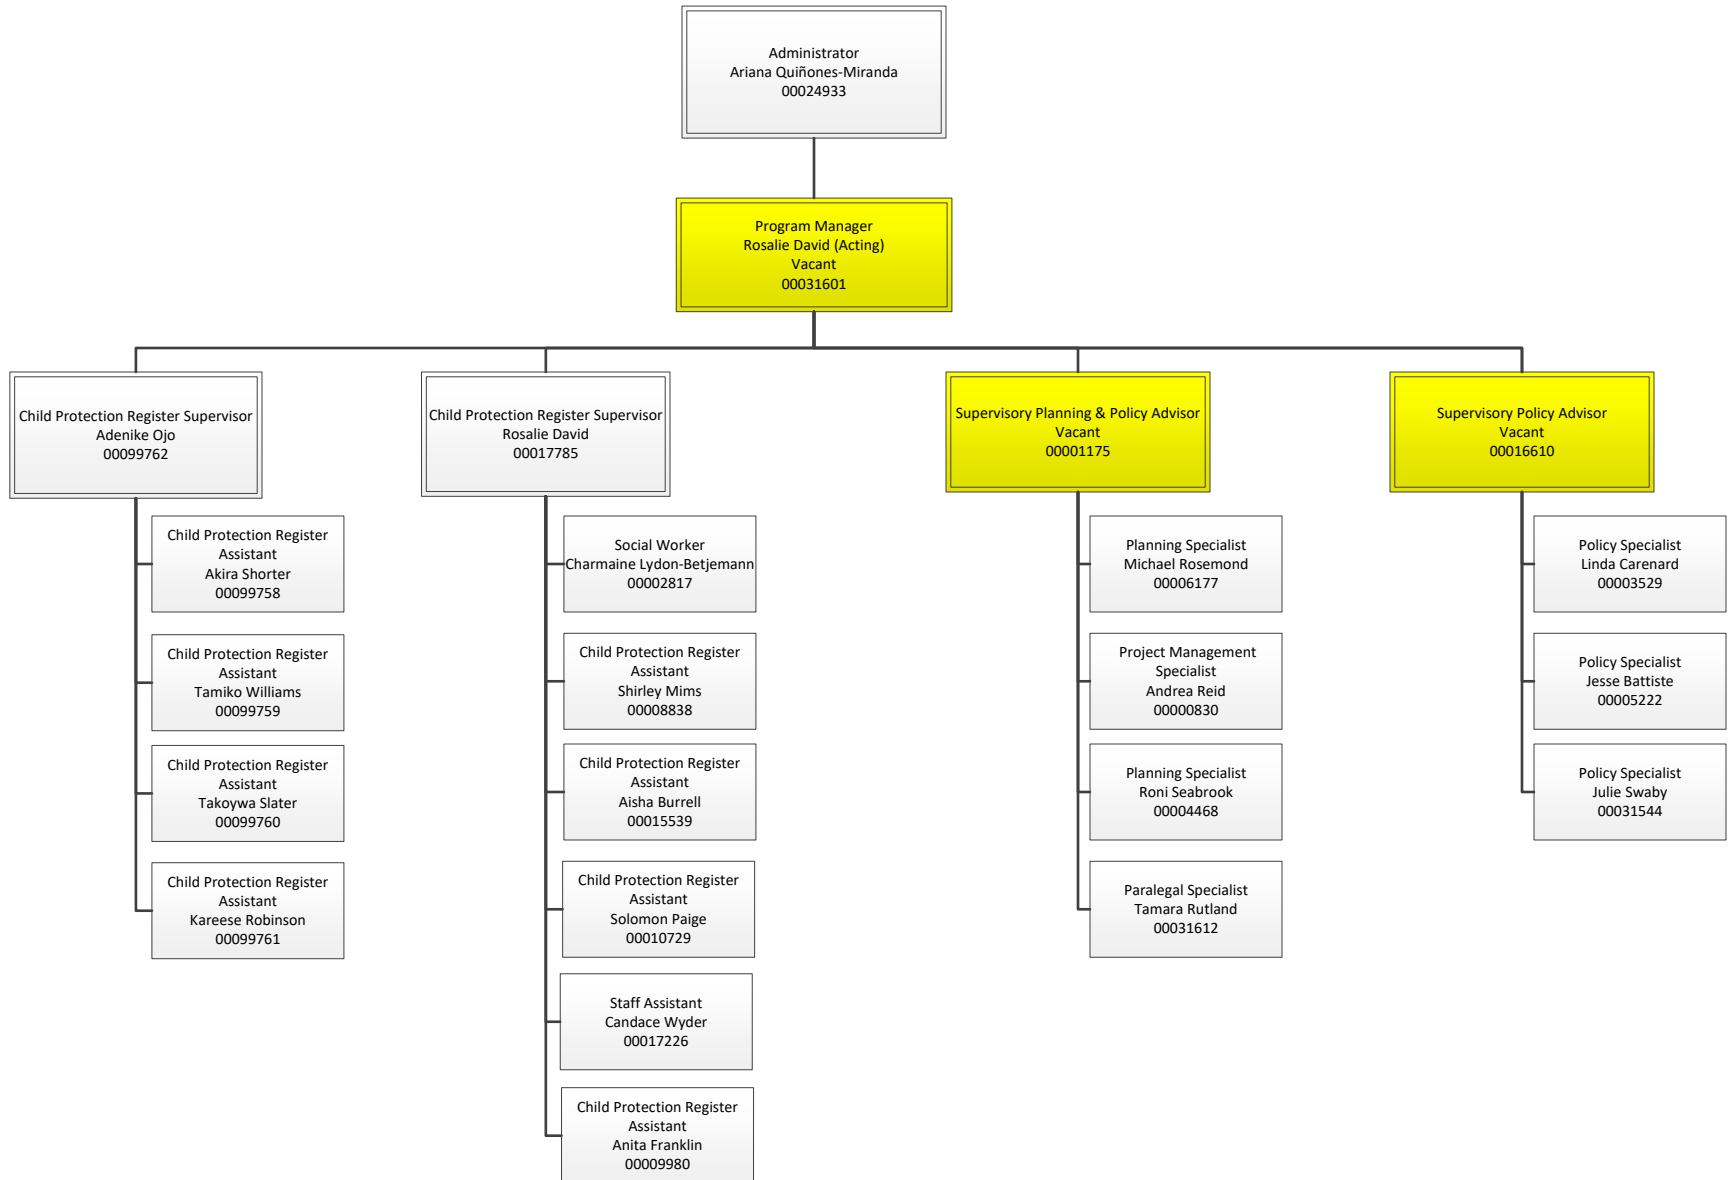 Administrator
Ariana Quiñones-Miranda
00024933
Program Manager
Rosalie David (Acting)
Vacant
00031601
Child Protection Register Supervisor
Adenike Ojo
00099762
Child Protection Register Supervisor
Rosalie David
00017785
Supervisory Planning & Policy Advisor
Vacant
00001175
Supervisory Policy Advisor
Vacant
00016610
Child Protection Register
Assistant
Akira Shorter
00099758
Child Protection Register
Assistant
Tamiko Williams
00099759
Child Protection Register
Assistant
Takoywa Slater
00099760
Child Protection Register
Assistant
Kareese Robinson
00099761
Social Worker
Charmaine Lydon-Betjemann
00002817
Child Protection Register
Assistant
Shirley Mims
00008838
Child Protection Register
Assistant
Aisha Burrell
00015539
Child Protection Register
Assistant
Solomon Paige
00010729
Staff Assistant
Candace Wyder
00017226
Child Protection Register
Assistant
Anita Franklin
00009980
Planning Specialist
Michael Rosemond
00006177
Project Management
Specialist
Andrea Reid
00000830
Planning Specialist
Roni Seabrook
00004468
Paralegal Specialist
Tamara Rutland
00031612
Policy Specialist
Linda Carenard
00003529
Policy Specialist
Jesse Battiste
00005222
Policy Specialist
Julie Swaby
00031544